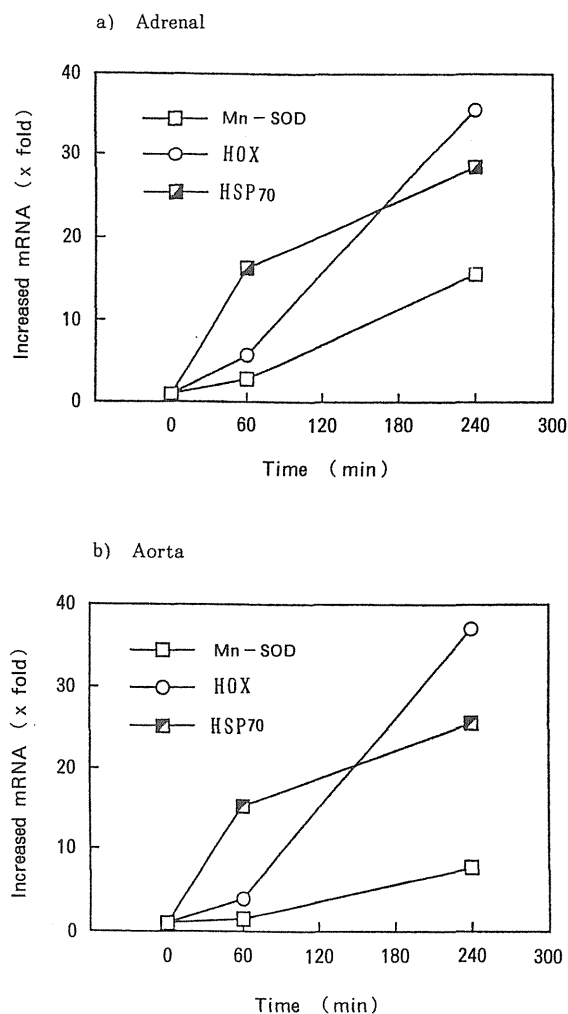 a) Adrenal
Increased mRNA (x fold)
40
30
20
10
0
Mn-SOD
HOX
HSP70
0 60 120 180 240 300
Time (min)
b) Aorta
Increased mRNA (x fold)
40
30
20
10
0
Mn-SOD
HOX
HSP70
0 60 120 180 240 300
Time (min)